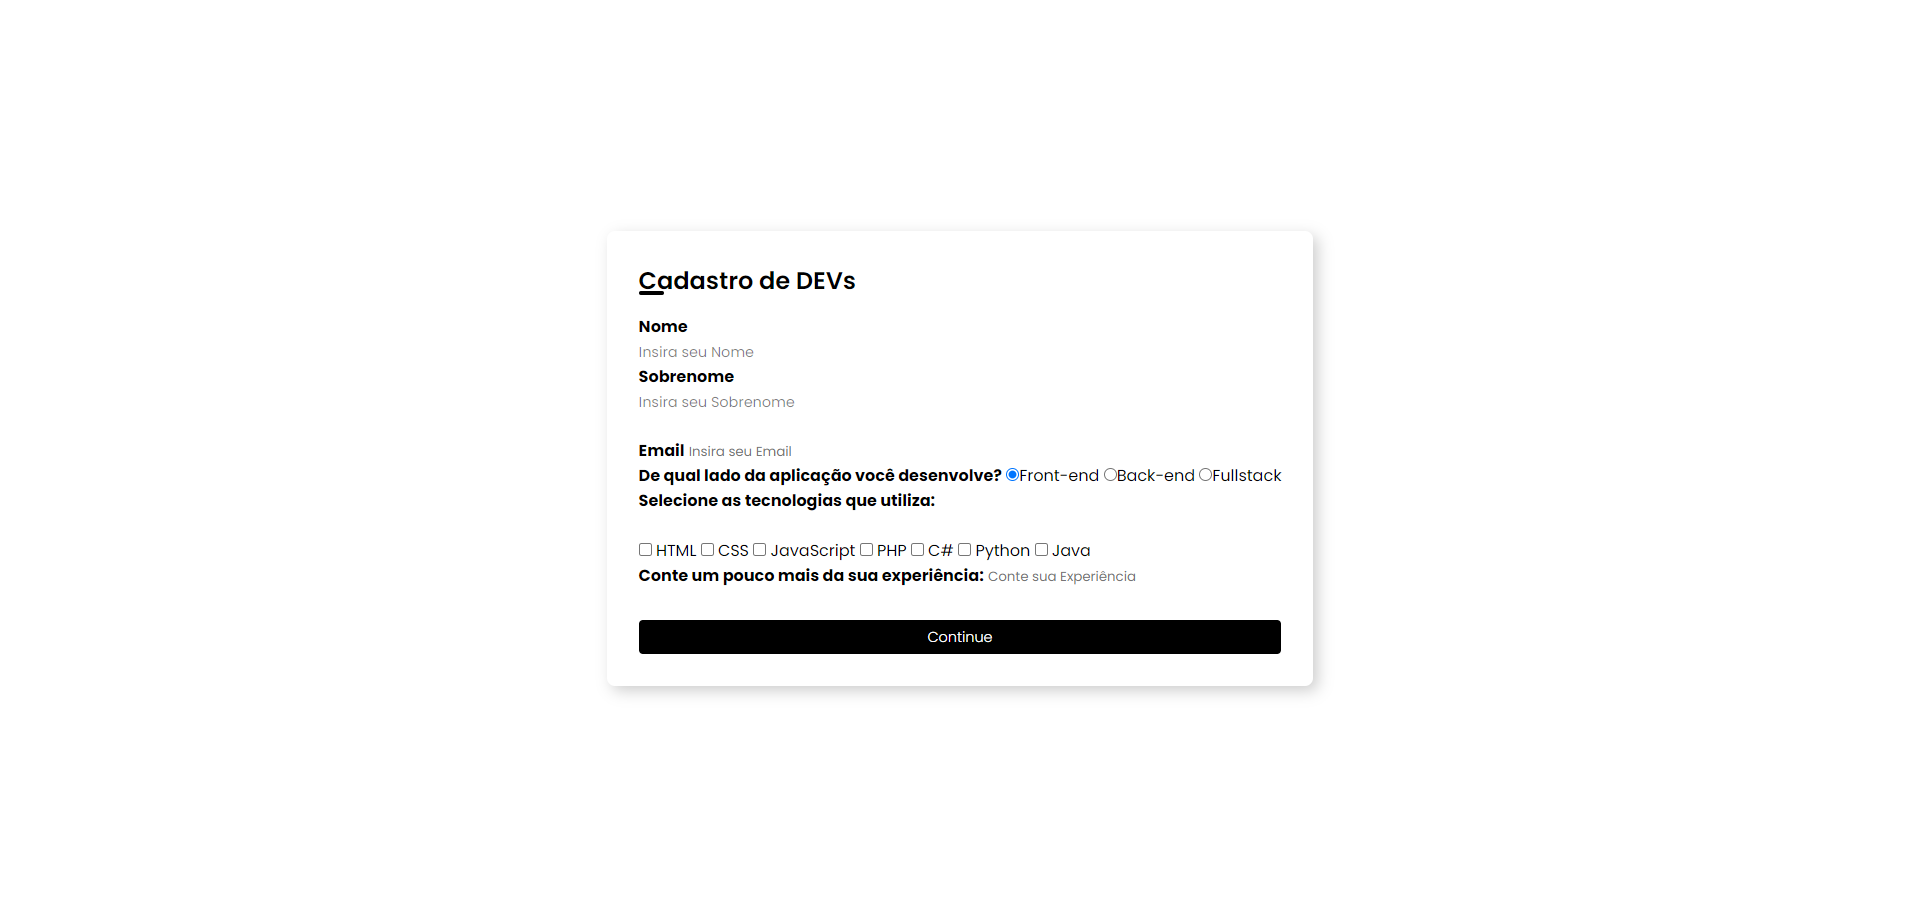 Cadastro de DEVs
Nome
Insira seu Nome
Sobrenome
Insira seu Sobrenome
Email Insira seu Email
De qual lado da aplicação você desenvolve? Front-end Back-end Fullstack
Selecione as tecnologias que utiliza:
HTML CSS JavaScript PHP C# Python Java
Conte um pouco mais da sua experiência: Conte sua Experiência
Continue